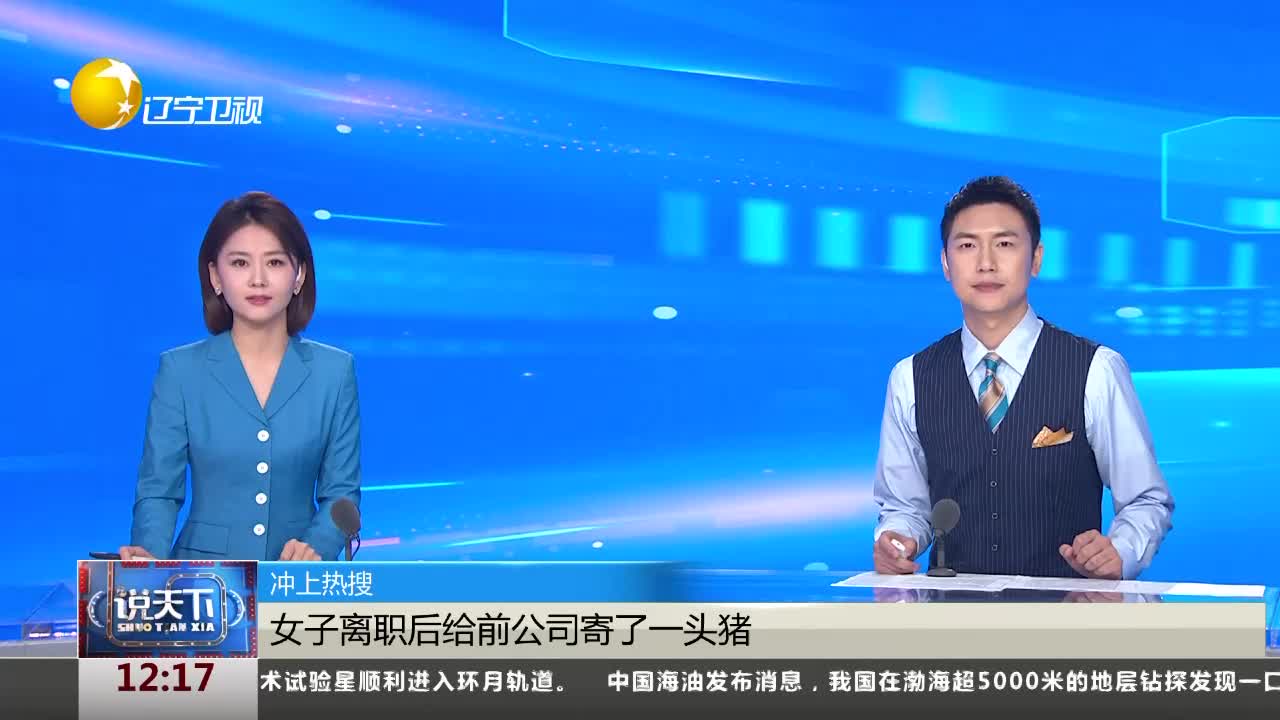 辽宁卫视
冲上热搜
说天下
SHUO TIAN XIA
女子离职后给前公司寄了一头猪
12:17
术试验星顺利进入环月轨道。 中国海油发布消息，我国在渤海超5000米的地层钻探发现一口